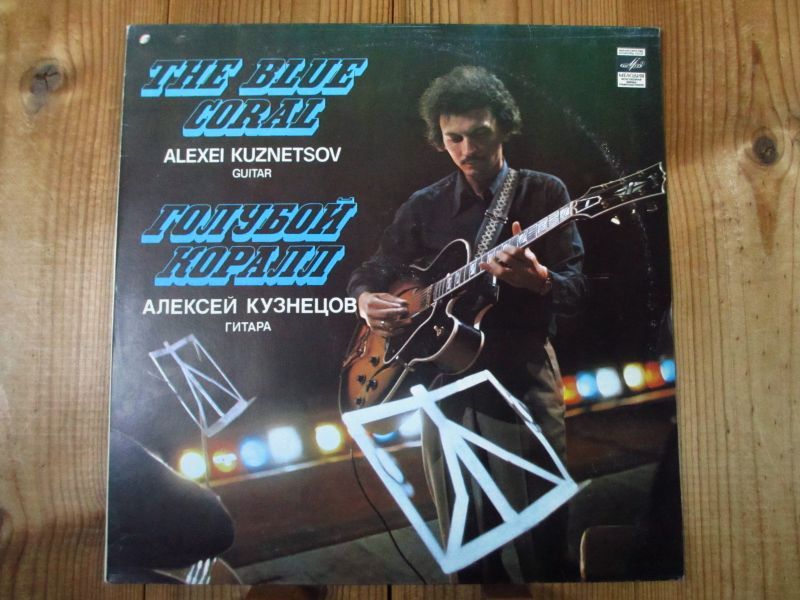 THE BLUE
CORAL
ALEXEI KUZNETSOV
GUITAR
ГОЛУБОЙ
КОРАЛЛ
АЛЕКСЕЙ КУЗНЕЦОВ
ГИТАРА
МЕЛОДИЯ